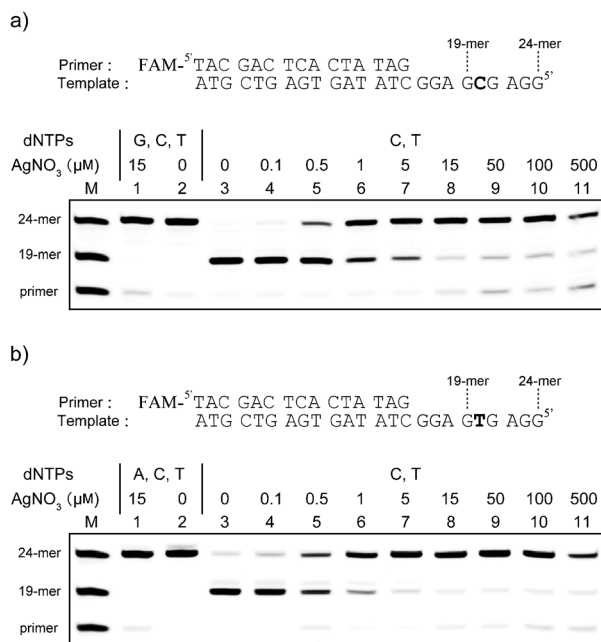 a)
19-mer 24-mer
Primer : FAM-5'TAC GAC TCA CTA TAG
Template : ATG CTG AGT GAT ATC GGA GCG AGG5'
dNTPs G, C, T C, T
AgNO3 (μM) 15 0 0 0.1 0.5 1 5 15 50 100 500
M 1 2 3 4 5 6 7 8 9 10 11
24-mer
19-mer
primer
b)
19-mer 24-mer
Primer : FAM-5'TAC GAC TCA CTA TAG
Template : ATG CTG AGT GAT ATC GGA GTG AGG5'
dNTPs A, C, T C, T
AgNO3 (μM) 15 0 0 0.1 0.5 1 5 15 50 100 500
M 1 2 3 4 5 6 7 8 9 10 11
24-mer
19-mer
primer